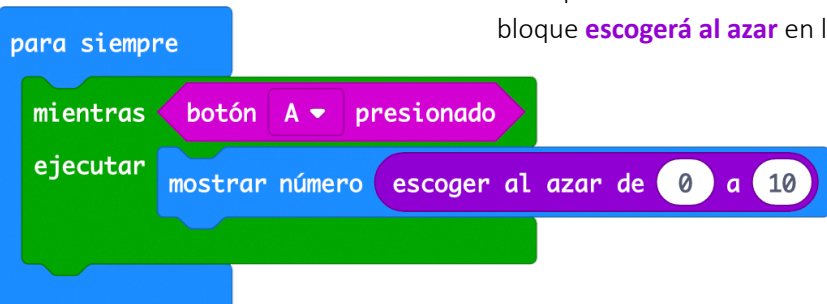 bloque escogerá al azar en l
para siempre
mientras botón A presionado
ejecutar
mostrar número escoger al azar de 0 a 10